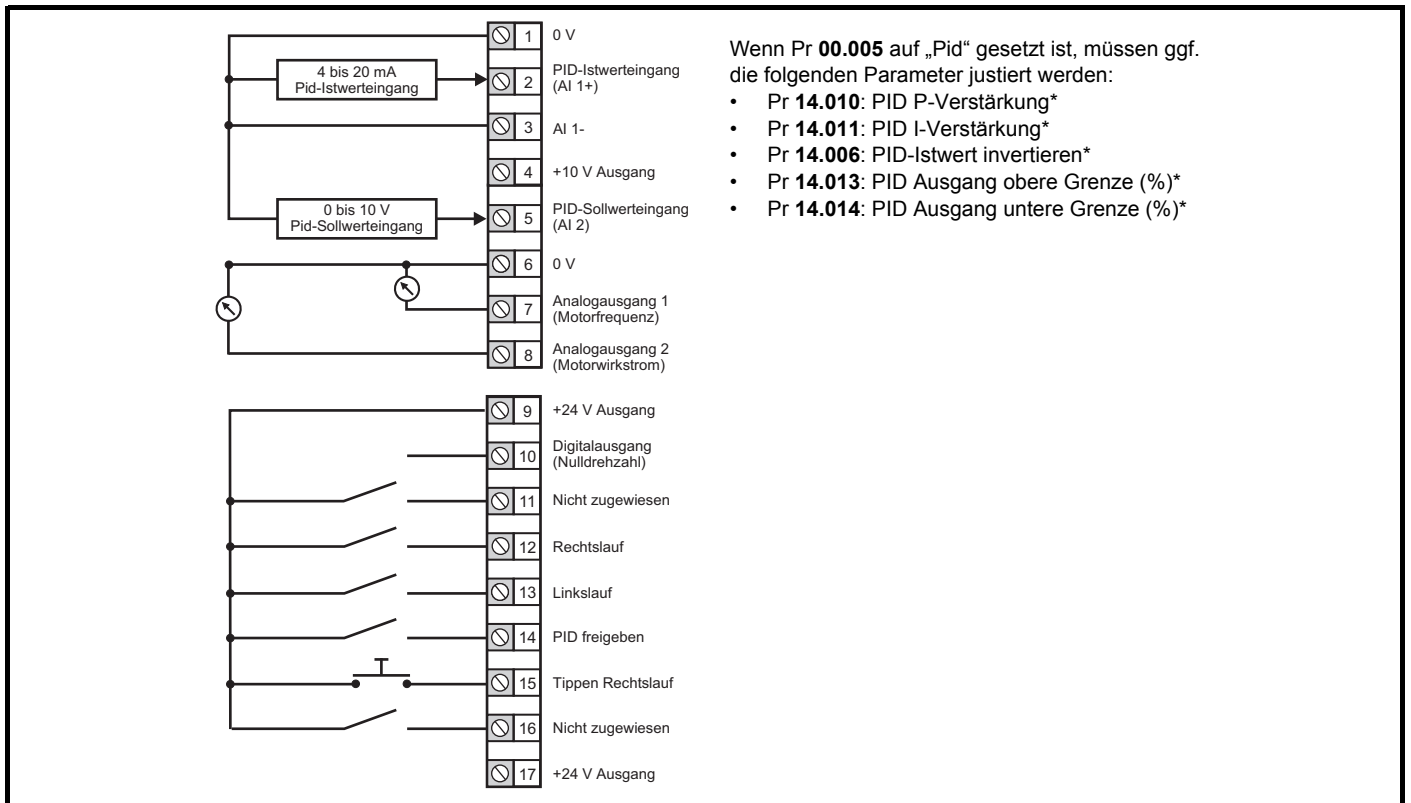 1 0 V
4 bis 20 mA
Pid-Istwerteingang
2 PID-Istwerteingang
(AI 1+)
3 AI 1-
4 +10 V Ausgang
0 bis 10 V
Pid-Sollwerteingang
5 PID-Sollwerteingang
(AI 2)
6 0 V
7 Analogausgang 1
(Motorfrequenz)
8 Analogausgang 2
(Motorwirkstrom)
9 +24 V Ausgang
10 Digitalausgang
(Nulldrehzahl)
11 Nicht zugewiesen
12 Rechtslauf
13 Linkslauf
14 PID freigeben
15 Tippen Rechtslauf
16 Nicht zugewiesen
17 +24 V Ausgang
Wenn Pr 00.005 auf „Pid“ gesetzt ist, müssen ggf.
die folgenden Parameter justiert werden:
• Pr 14.010: PID P-Verstärkung*
• Pr 14.011: PID I-Verstärkung*
• Pr 14.006: PID-Istwert invertieren*
• Pr 14.013: PID Ausgang obere Grenze (%)*
• Pr 14.014: PID Ausgang untere Grenze (%)*